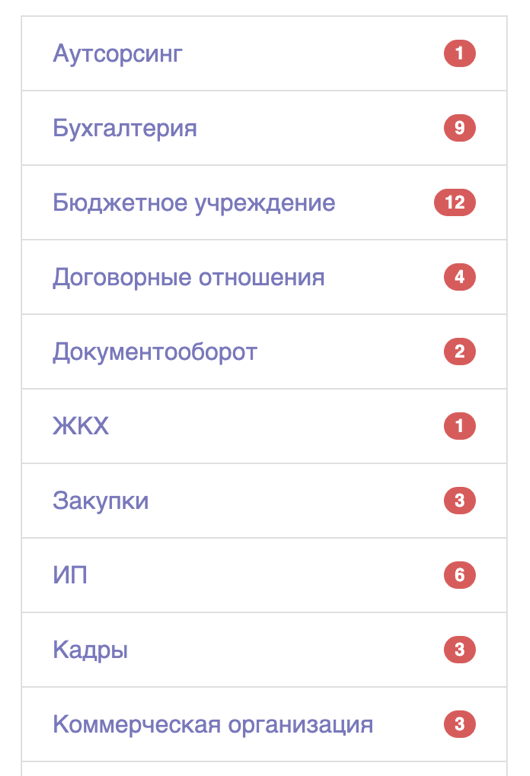 Аутсорсинг 1
Бухгалтерия 9
Бюджетное учреждение 12
Договорные отношения 4
Документооборот 2
ЖКХ 1
Закупки 3
ИП 6
Кадры 3
Коммерческая организация 3